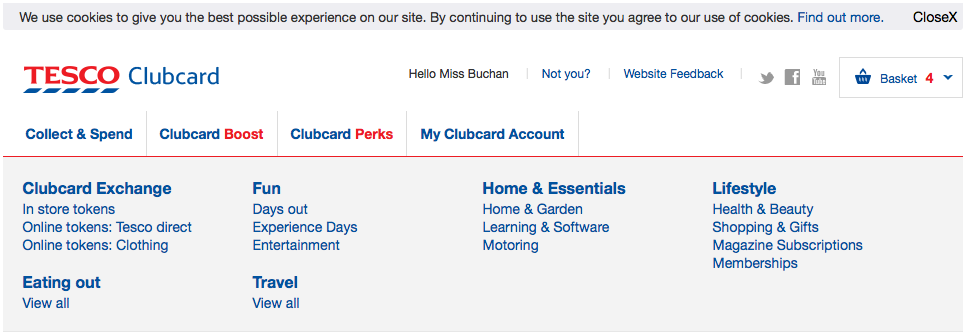 We use cookies to give you the best possible experience on our site. By continuing to use the site you agree to our use of cookies. Find out more. CloseX
TESCO Clubcard
Hello Miss Buchan
Not you?
Website Feedback
You Tube
Basket 4
Collect & Spend
Clubcard Boost
Clubcard Perks
My Clubcard Account
Clubcard Exchange
In store tokens
Online tokens: Tesco direct
Online tokens: Clothing
Eating out
View all
Fun
Days out
Experience Days
Entertainment
Travel
View all
Home & Essentials
Home & Garden
Learning & Software
Motoring
Lifestyle
Health & Beauty
Shopping & Gifts
Magazine Subscriptions
Memberships